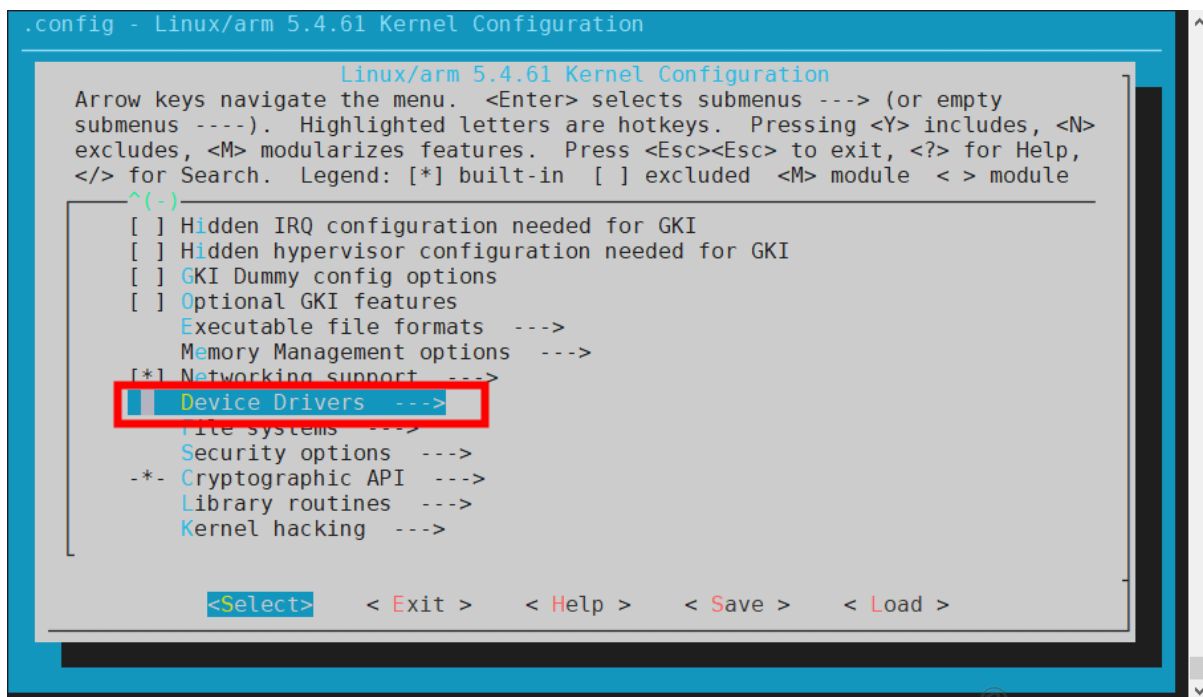 .config - Linux/arm 5.4.61 Kernel Configuration
Linux/arm 5.4.61 Kernel Configuration
Arrow keys navigate the menu.  <Enter> selects submenus ---> (or empty
submenus ----).  Highlighted letters are hotkeys.  Pressing <Y> includes, <N>
excludes, <M> modularizes features.  Press <Esc><Esc> to exit, <?> for Help,
</> for Search.  Legend: [*] built-in  [ ] excluded  <M> module  < > module
^(-)
[ ] Hidden IRQ configuration needed for GKI
[ ] Hidden hypervisor configuration needed for GKI
[ ] GKI Dummy config options
[ ] Optional GKI features
Executable file formats  --->
Memory Management options  --->
[*] Networking support  --->
Device Drivers  --->
File systems  --->
Security options  --->
-*- Cryptographic API  --->
Library routines  --->
Kernel hacking  --->
<Select>    < Exit >    < Help >    < Save >    < Load >